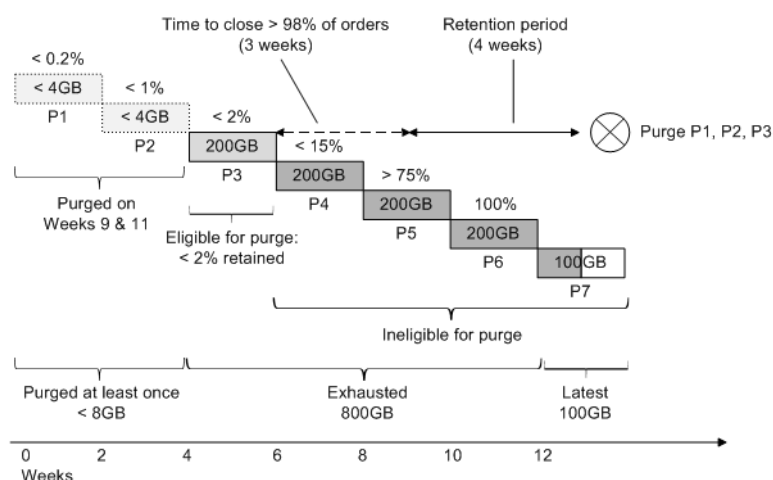 Time to close > 98% of orders
(3 weeks)
Retention period
(4 weeks)
< 0.2%
< 4GB
P1
< 1%
< 4GB
P2
< 2%
200GB
P3
Purge P1, P2, P3
< 15%
200GB
P4
> 75%
200GB
P5
100%
200GB
P6
100GB
P7
Purged on
Weeks 9 & 11
Eligible for purge:
< 2% retained
Ineligible for purge
Purged at least once
< 8GB
Exhausted
800GB
Latest
100GB
0 2 4 6 8 10 12
Weeks